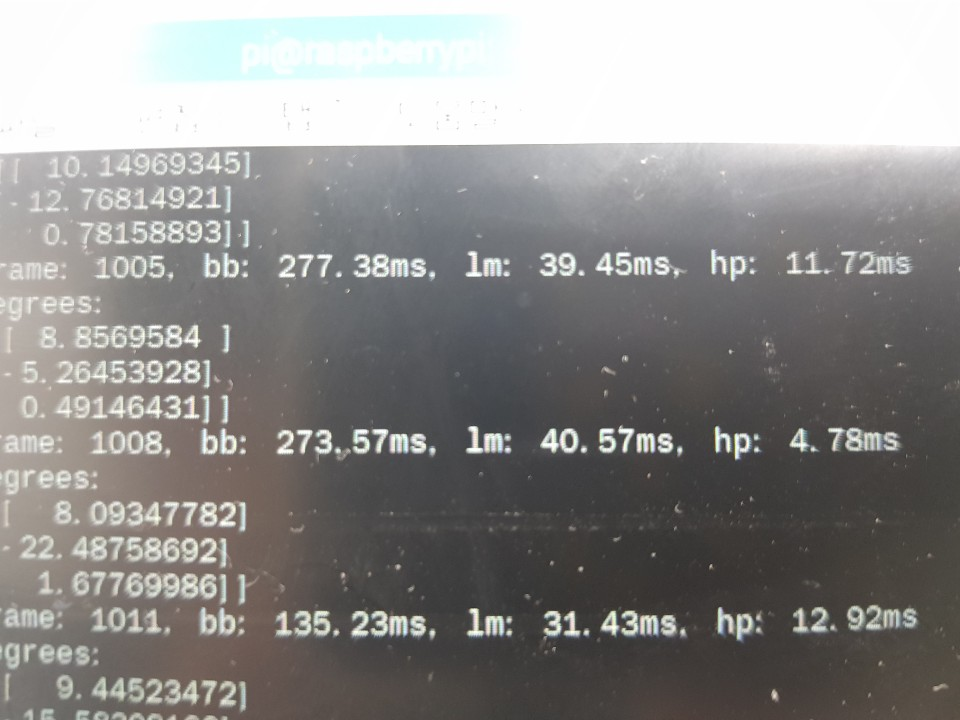 pi@raspberrypi
[[ 10.14969345]
-12.76814921]
0.78158893]]
rame: 1005, bb: 277.38ms, lm: 39.45ms, hp: 11.72ms
egrees:
[ 8.8569584 ]
-5.26453928]
0.49146431]]
ame: 1008, bb: 273.57ms, lm: 40.57ms, hp: 4.78ms
egrees:
[ 8.09347782]
-22.48758692]
1.67769986]]
ame: 1011, bb: 135.23ms, lm: 31.43ms, hp: 12.92ms
egrees:
[ 9.44523472]